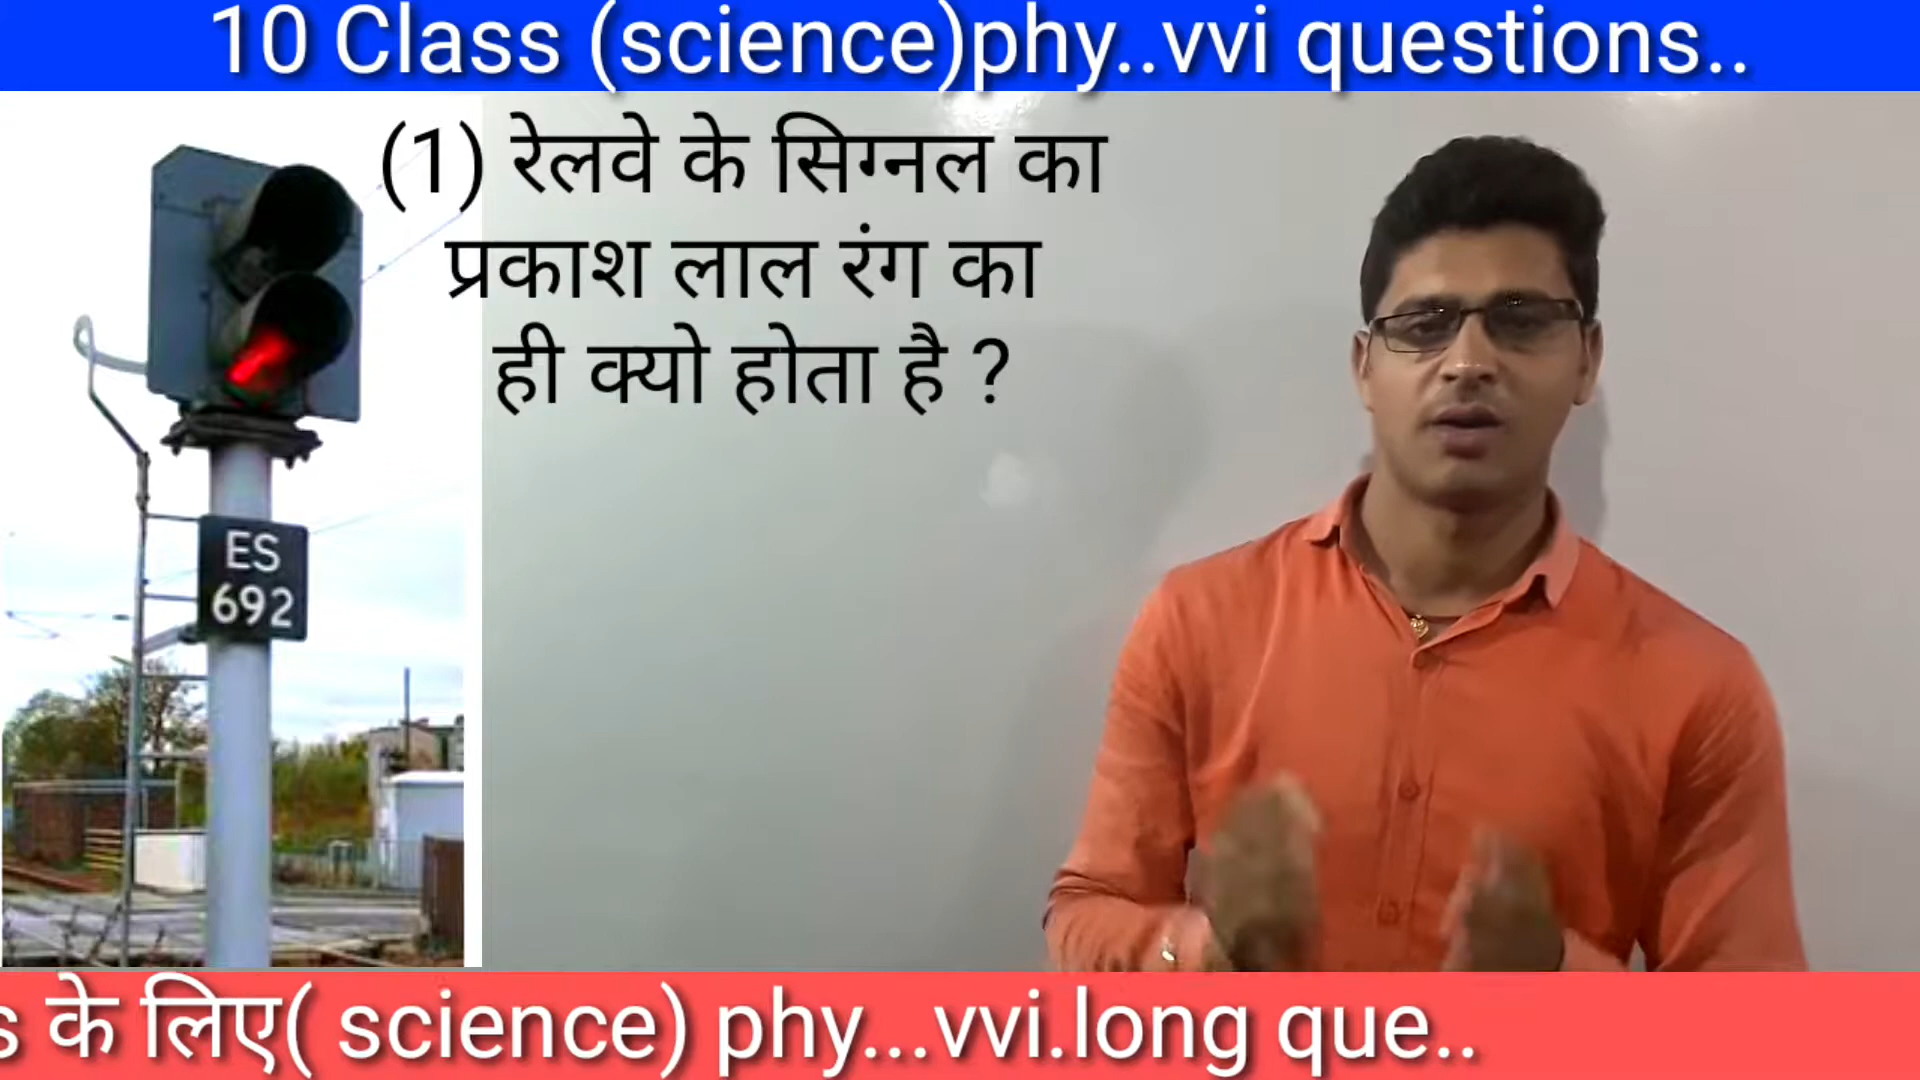 10 Class (science)phy..vvi questions..
(1) रेलवे के सिग्नल का
प्रकाश लाल रंग का
ही क्यो होता है ?
ES
692
के लिए( science) phy...vvi.long que..